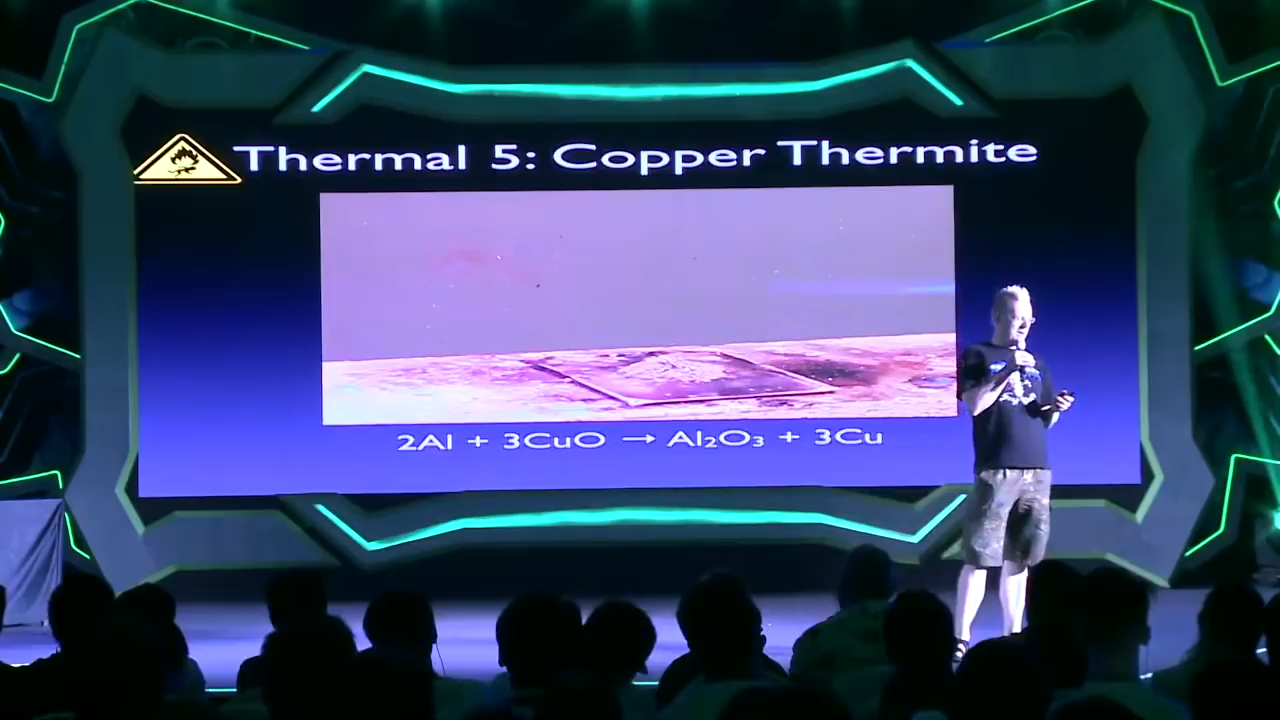 Thermal 5: Copper Thermite
2Al + 3CuO → Al₂O₃ + 3Cu